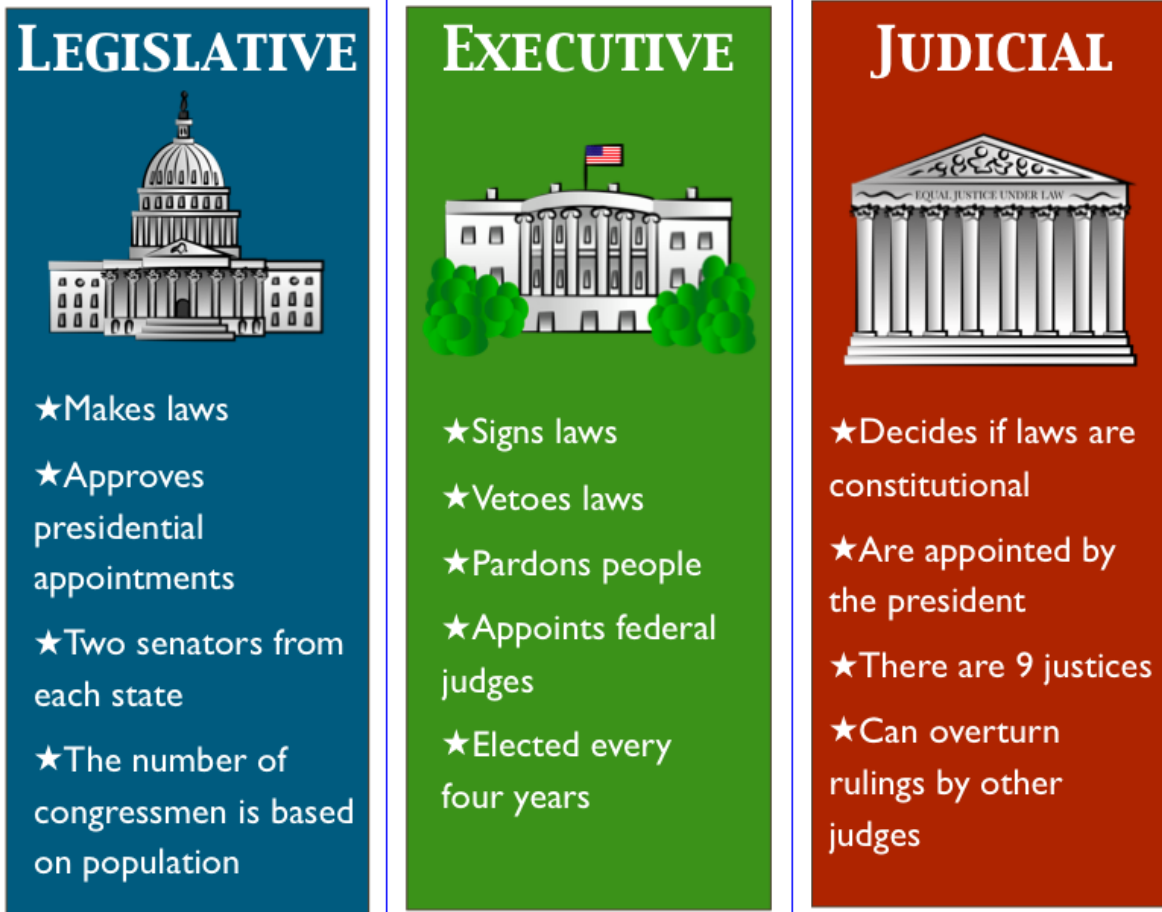 LEGISLATIVE
★Makes laws
★Approves
presidential
appointments
★Two senators from
each state
★The number of
congressmen is based
on population
EXECUTIVE
★Signs laws
★Vetoes laws
★Pardons people
★Appoints federal
judges
★Elected every
four years
JUDICIAL
EQUAL JUSTICE UNDER LAW
★Decides if laws are
constitutional
★Are appointed by
the president
★There are 9 justices
★Can overturn
rulings by other
judges